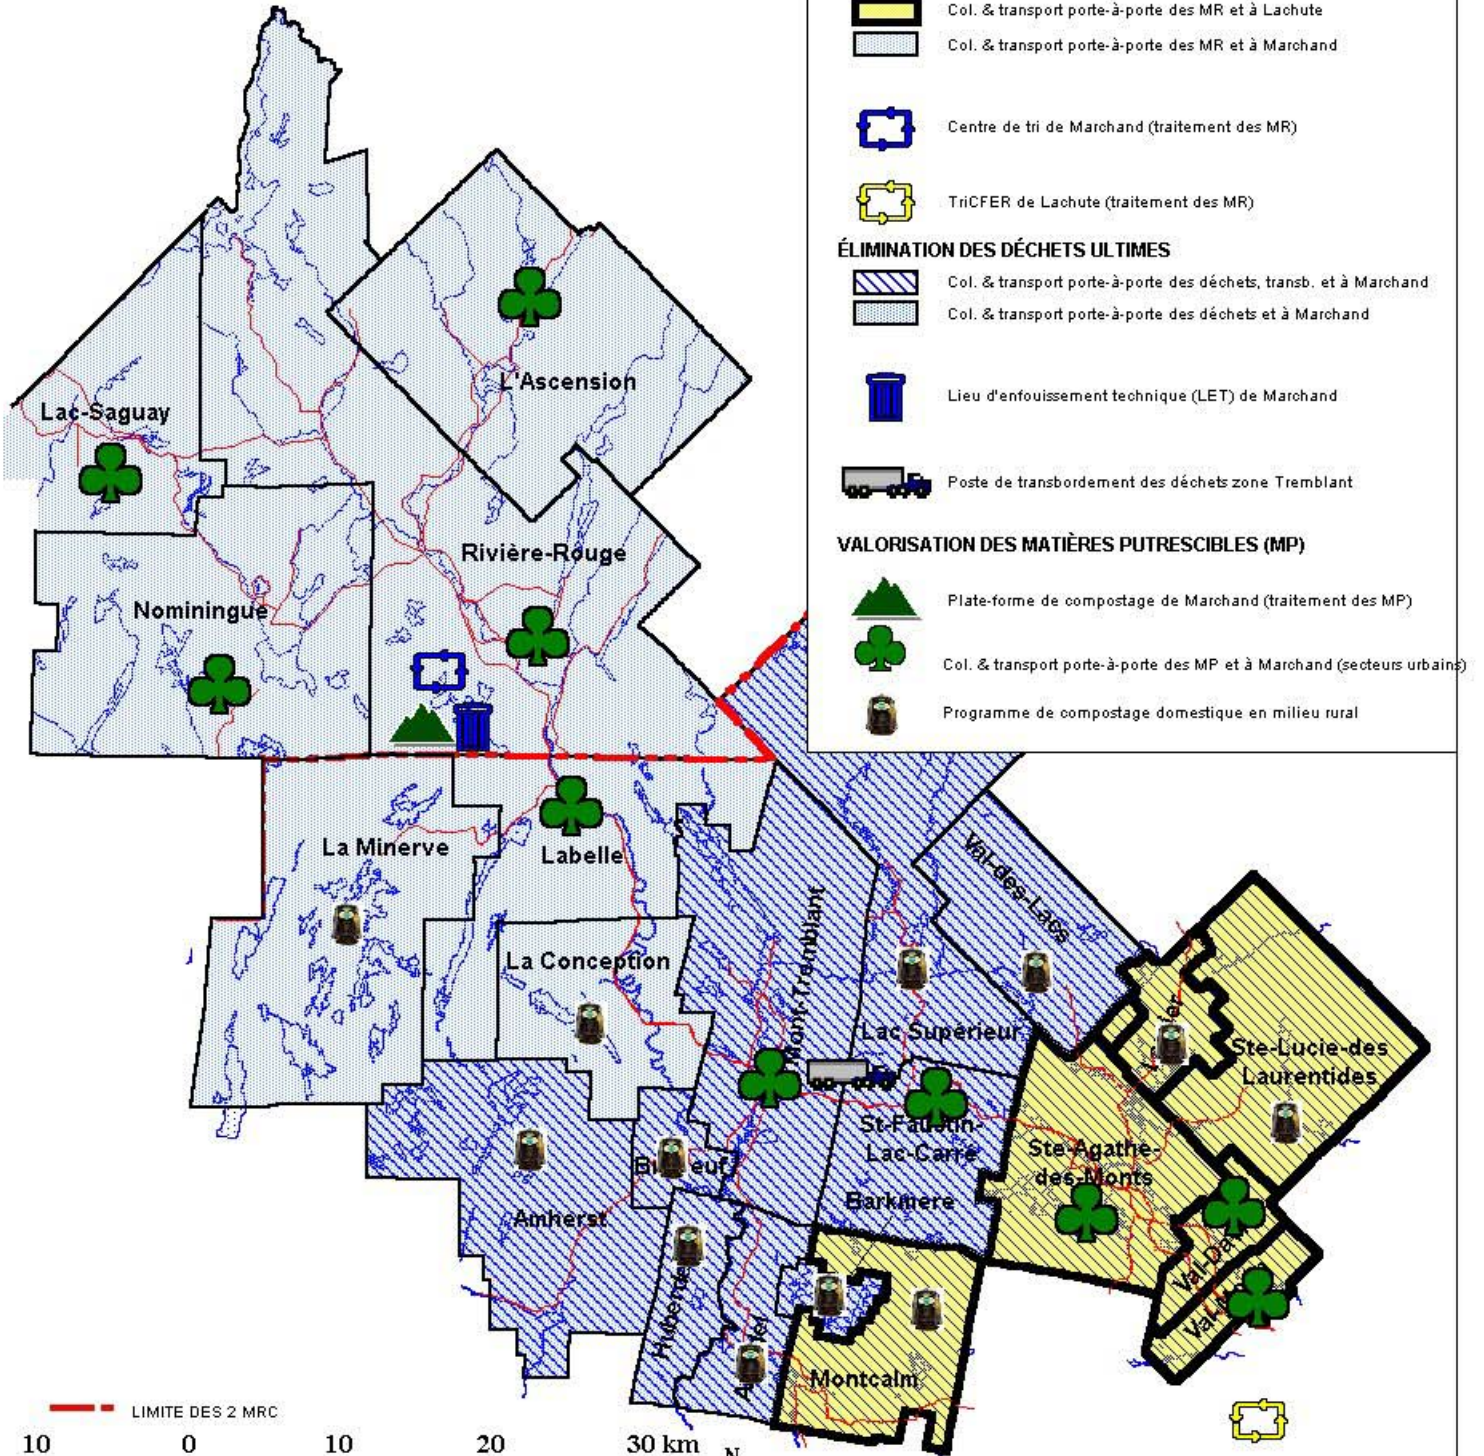 Col. & transport porte-à-porte des MR et à Lachute
Col. & transport porte-à-porte des MR et à Marchand
Centre de tri de Marchand (traitement des MR)
TriCFER de Lachute (traitement des MR)
ÉLIMINATION DES DÉCHETS ULTIMES
Col. & transport porte-à-porte des déchets, transb. et à Marchand
Col. & transport porte-à-porte des déchets et à Marchand
Lieu d'enfouissement technique (LET) de Marchand
Poste de transbordement des déchets zone Tremblant
VALORISATION DES MATIÈRES PUTRESCIBLES (MP)
Plate-forme de compostage de Marchand (traitement des MP)
Col. & transport porte-à-porte des MP et à Marchand (secteurs urbains)
Programme de compostage domestique en milieu rural
L'Ascension
Lac-Saguay
Rivière-Rouge
Nominingue
La Minerve
Labelle
Val-des-Lacs
Mont-Tremblant
La Conception
Lac Supérieur
Ste-Lucie-des
Laurentides
St-Faustin-
Lac-Carré
Ste-Agathe-
des-Monts
Barkmere
Amherst
Montcalm
LIMITE DES 2 MRC
10 0 10 20 30 km
N